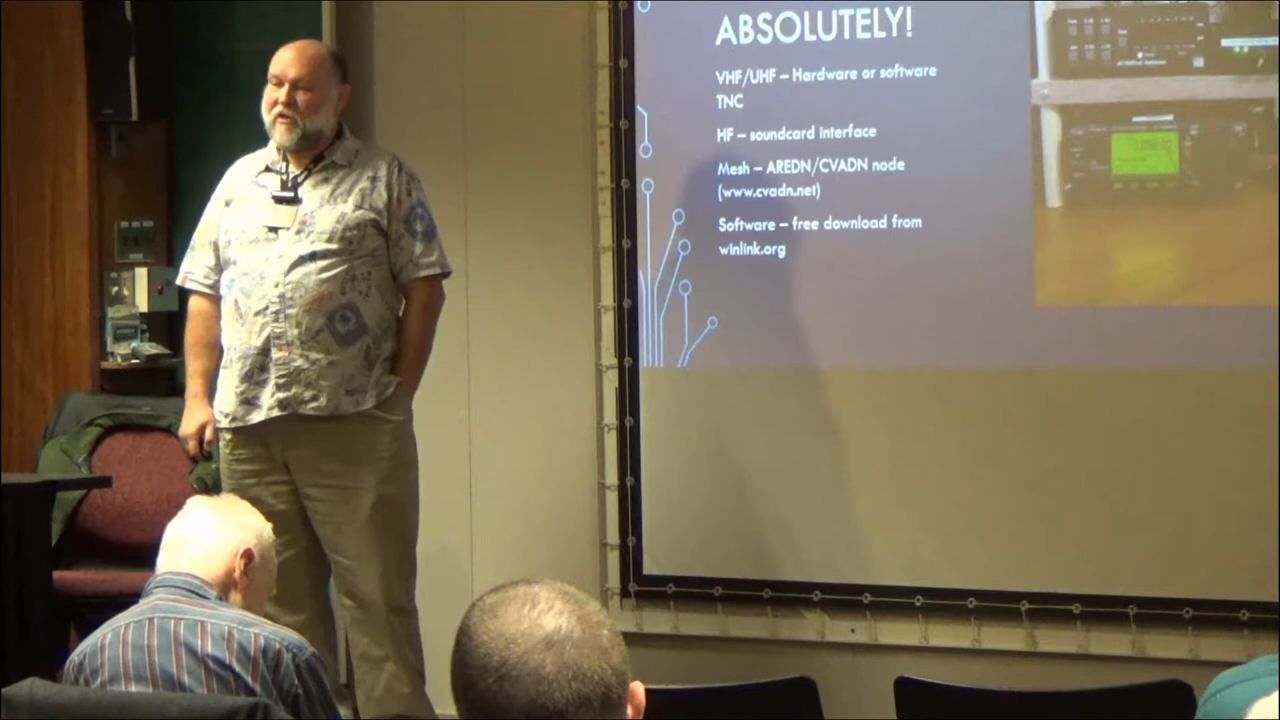 ABSOLUTELY!
VHF/UHF – Hardware or software
TNC
HF – soundcard interface
Mesh – AREDN/CVADN node
(www.cvadn.net)
Software – free download from
winlink.org